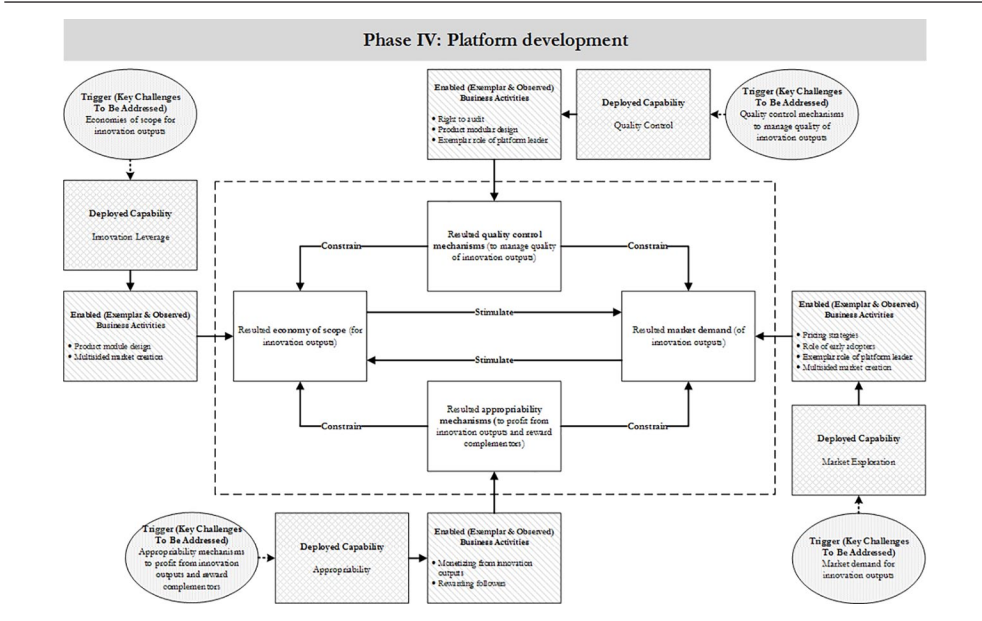 Phase IV: Platform development
Trigger (Key Challenges
To Be Addressed)
Economies of scope for
innovation outputs
Deployed Capability
Innovation Leverage
Enabled (Exemplar & Observed)
Business Activities
• Product module design
• Multisided market creation
Enabled (Exemplar & Observed)
Business Activities
• Right to audit
• Product modular design
• Exemplar role of platform leader
Deployed Capability
Quality Control
Trigger (Key Challenges
To Be Addressed)
Quality control mechanisms
to manage quality of
innovation outputs
Resulted quality control
mechanisms (to manage quality
of innovation outputs)
Constrain
Constrain
Resulted economy of scope (for
innovation outputs)
Stimulate
Stimulate
Resulted market demand (of
innovation outputs)
Resulted appropriability
mechanisms (to profit from
innovation outputs and reward
complementors)
Constrain
Constrain
Enabled (Exemplar & Observed)
Business Activities
• Pricing strategies
• Role of early adopters
• Exemplar role of platform leader
• Multisided market creation
Deployed Capability
Market Exploration
Trigger (Key Challenges
To Be Addressed)
Market demand for
innovation outputs
Trigger (Key Challenges
To Be Addressed)
Appropriability mechanisms
to profit from innovation
outputs and reward
complementors
Deployed Capability
Appropriability
Enabled (Exemplar & Observed)
Business Activities
• Monetizing from innovation
outputs
• Rewarding followers